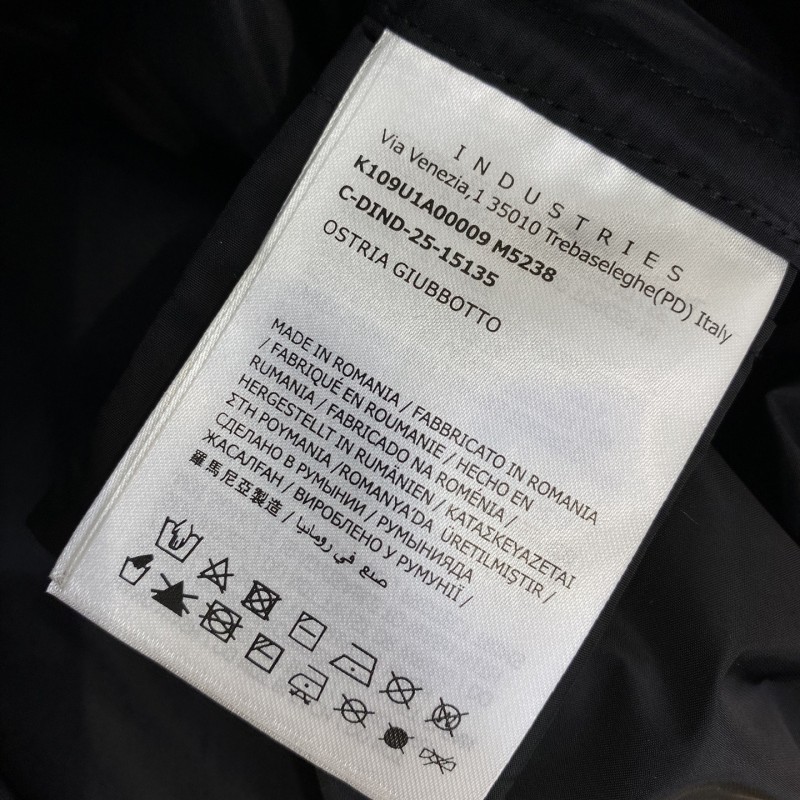 INDUSTRIES
Via Venezia,1 35010 Trebaseleghe(PD) Italy
K109U1A00009 M5238
C-DIND-25-15135
OSTRIA GIUBBOTTO
MADE IN ROMANIA / FABBRICATO IN ROMANIA
/ FABRIQUÉ EN ROUMANIE / HECHO EN
RUMANIA / FABRICADO NA ROMÉNIA /
HERGESTELLT IN RUMÄNIEN / ΚΑΤΑΣΚΕΥΑΖΕΤΑΙ
ΣΤΗ ΡΟΥΜΑΝΙΑ /ROMANYA'DA ÜRETILMIŞTIR /
СДЕЛАНО В РУМЫНИИ / РУМЫНИЯДА
ЖАСАЛҒАН / ВИРОБЛЕНО У РУМУНІЇ /
羅馬尼亞製造 / صنع في رومانيا